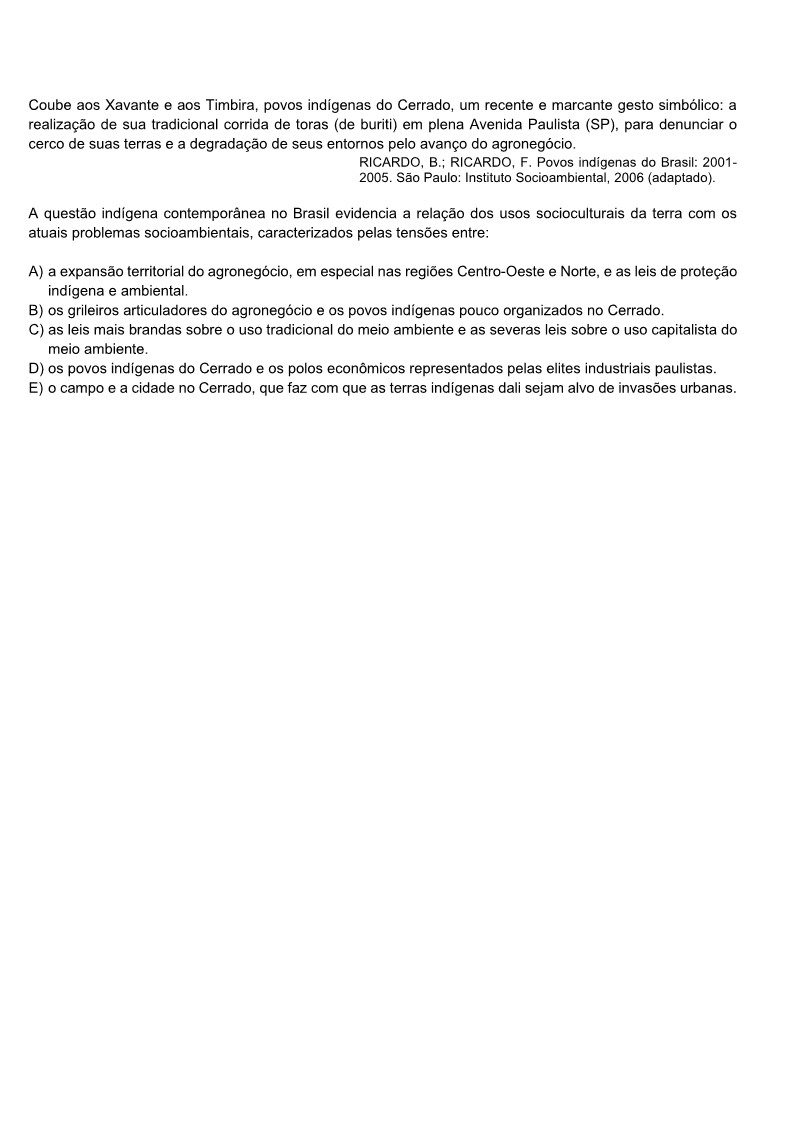 Coube aos Xavante e aos Timbira, povos indígenas do Cerrado, um recente e marcante gesto simbólico: a
realização de sua tradicional corrida de toras (de buriti) em plena Avenida Paulista (SP), para denunciar o
cerco de suas terras e a degradação de seus entornos pelo avanço do agronegócio.
RICARDO, B.; RICARDO, F. Povos indígenas do Brasil: 2001-
2005. São Paulo: Instituto Socioambiental, 2006 (adaptado).
A questão indígena contemporânea no Brasil evidencia a relação dos usos socioculturais da terra com os
atuais problemas socioambientais, caracterizados pelas tensões entre:
A) a expansão territorial do agronegócio, em especial nas regiões Centro-Oeste e Norte, e as leis de proteção
indígena e ambiental.
B) os grileiros articuladores do agronegócio e os povos indígenas pouco organizados no Cerrado.
C) as leis mais brandas sobre o uso tradicional do meio ambiente e as severas leis sobre o uso capitalista do
meio ambiente.
D) os povos indígenas do Cerrado e os polos econômicos representados pelas elites industriais paulistas.
E) o campo e a cidade no Cerrado, que faz com que as terras indígenas dali sejam alvo de invasões urbanas.